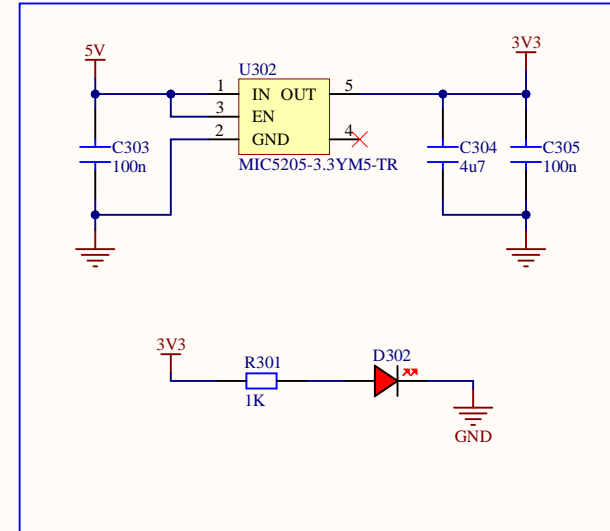 5V
3V3
U302
1 IN OUT 5
3 EN
2 GND 4
MIC5205-3.3YM5-TR
C303
100n
C304
4u7
C305
100n
3V3
R301
1K
D302
GND